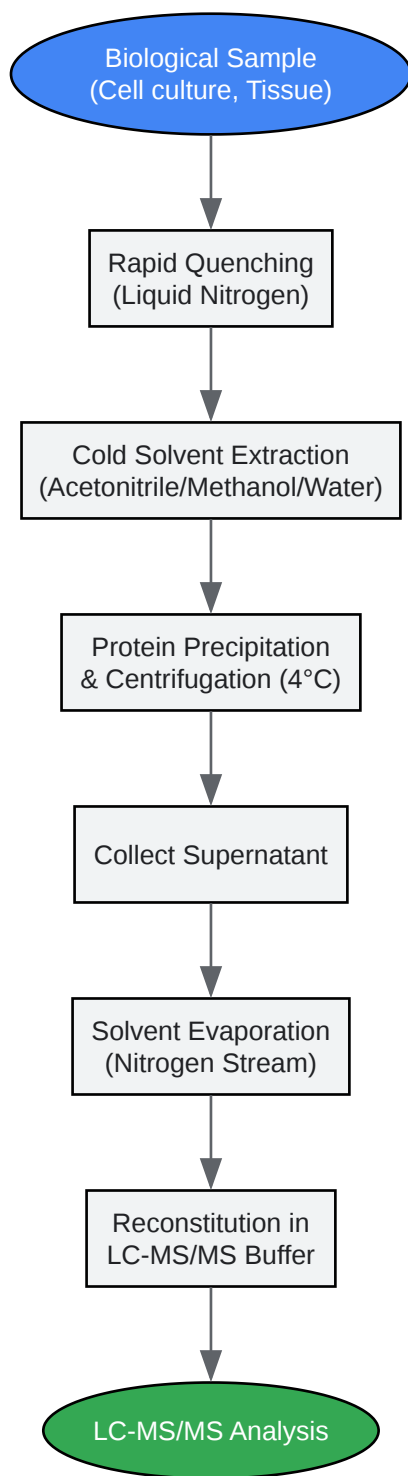 Biological Sample
(Cell culture, Tissue)
Rapid Quenching
(Liquid Nitrogen)
Cold Solvent Extraction
(Acetonitrile/Methanol/Water)
Protein Precipitation
& Centrifugation (4°C)
Collect Supernatant
Solvent Evaporation
(Nitrogen Stream)
Reconstitution in
LC-MS/MS Buffer
LC-MS/MS Analysis